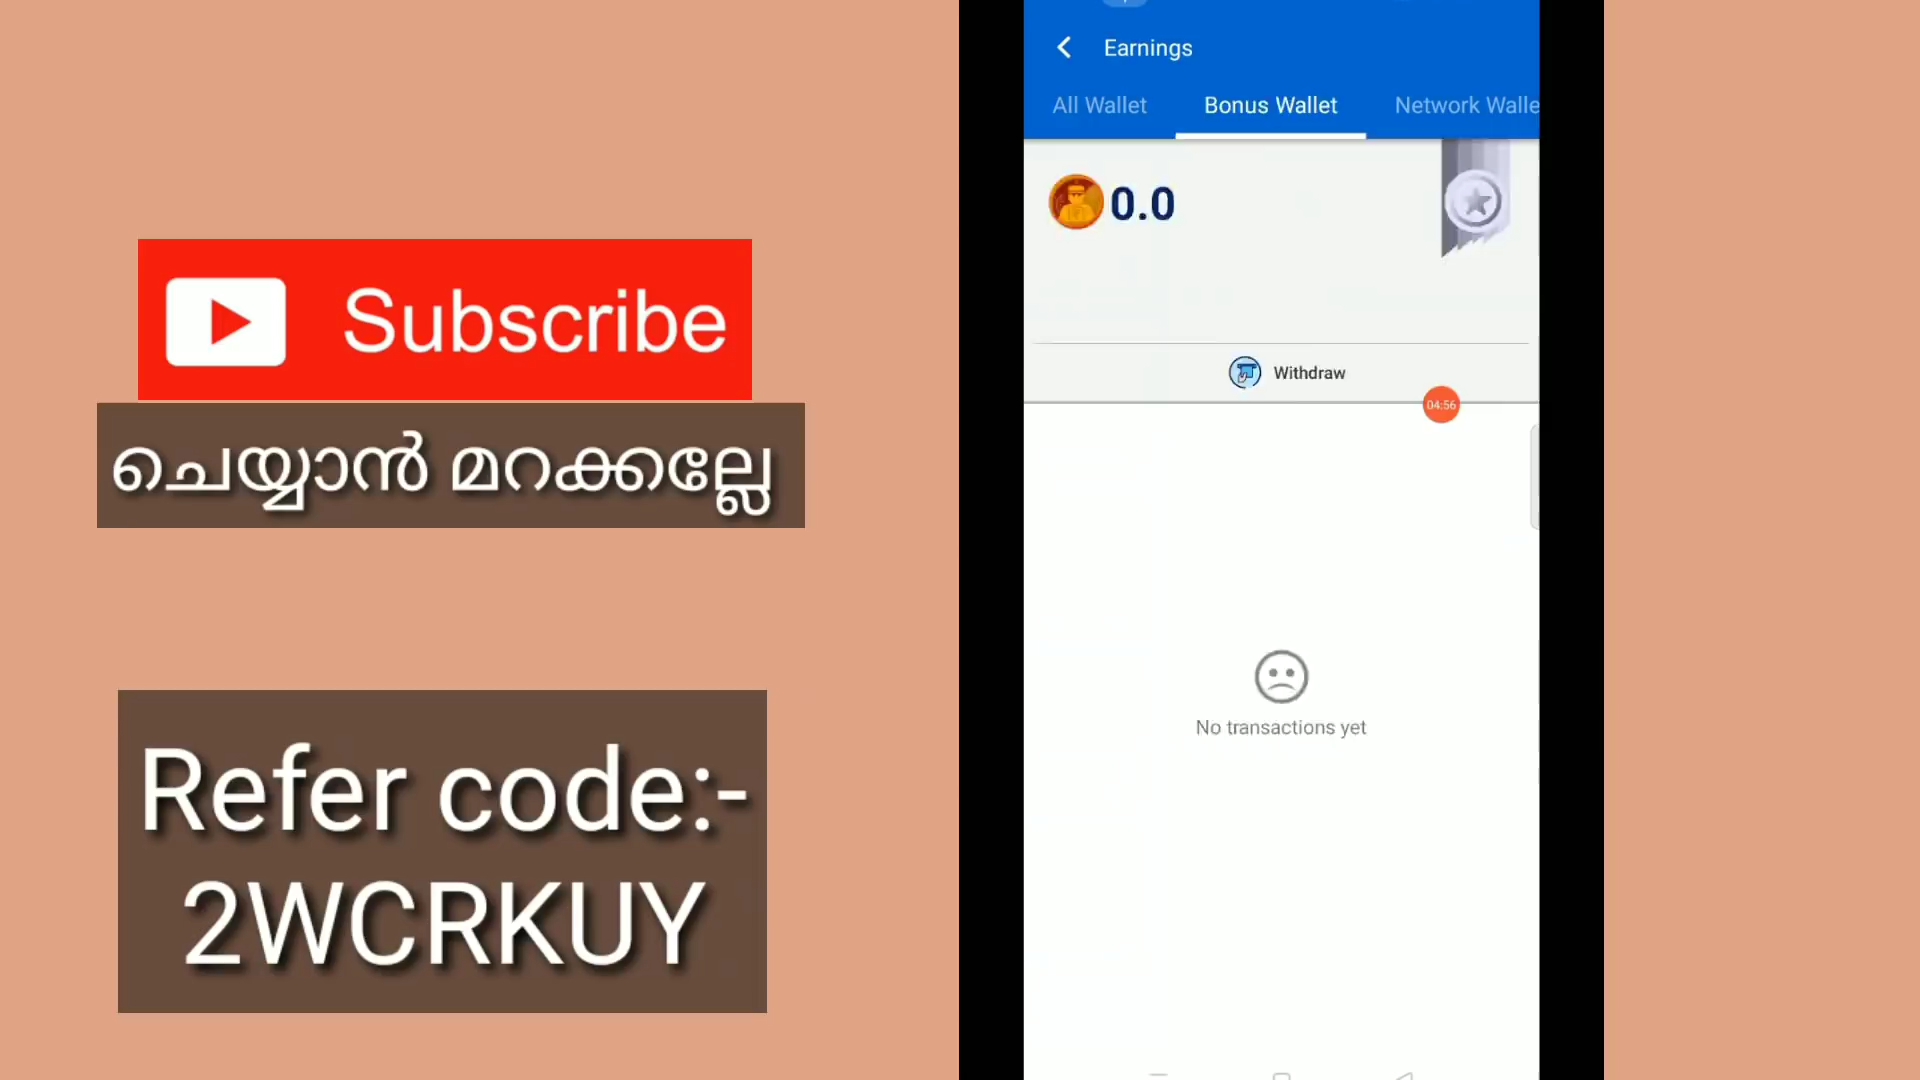 Subscribe
ചെയ്യാൻ മറക്കല്ലേ
Refer code:-
2WCRKUY
Earnings
All Wallet Bonus Wallet Network Walle
0.0
Withdraw
04:56
No transactions yet